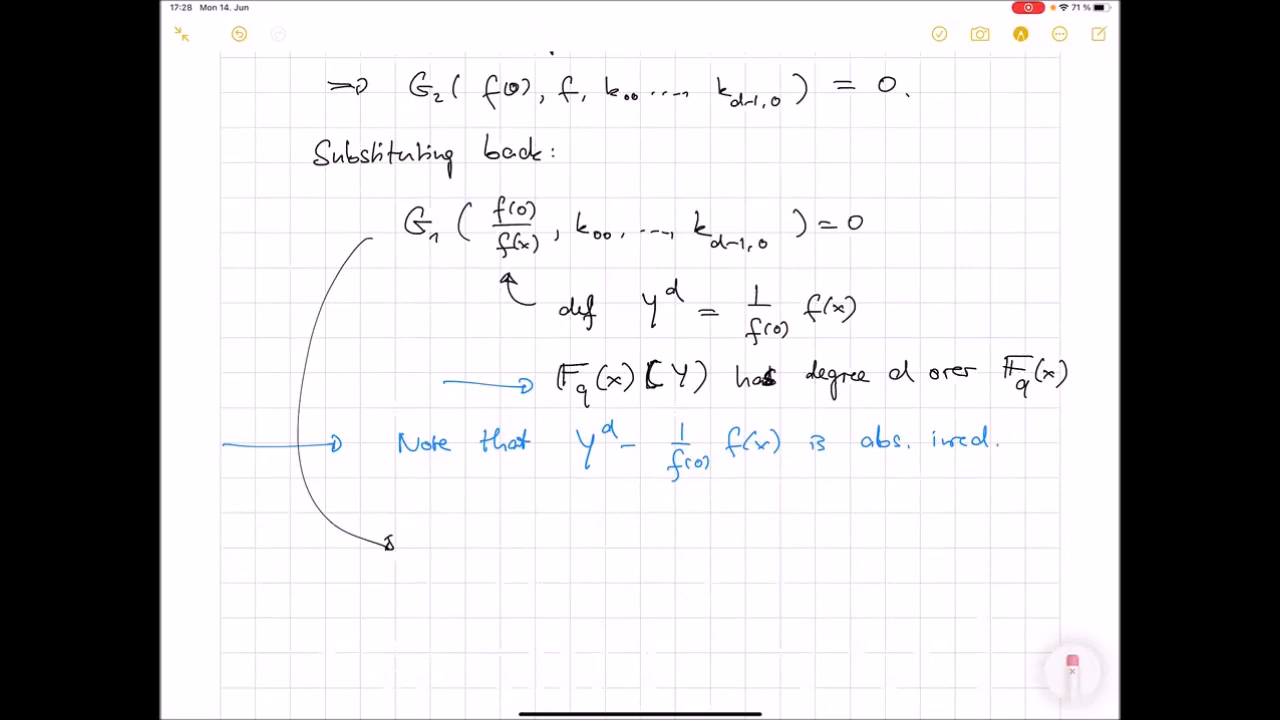 17:28 Mon 14. Jun 71 %
⇒ G₂( f(0), f, k₀₀ ..., k_{d-1,0} ) = 0.
Substituting back:
G₁ ( f(0)/f(x), k₀₀, ..., k_{d-1,0} ) = 0
def Y^d = 1/f(0) f(x)
𝔽_q(x)(Y) has degree d over 𝔽_q(x)
Note that Y^d - 1/f(0) f(x) is abs. irred.